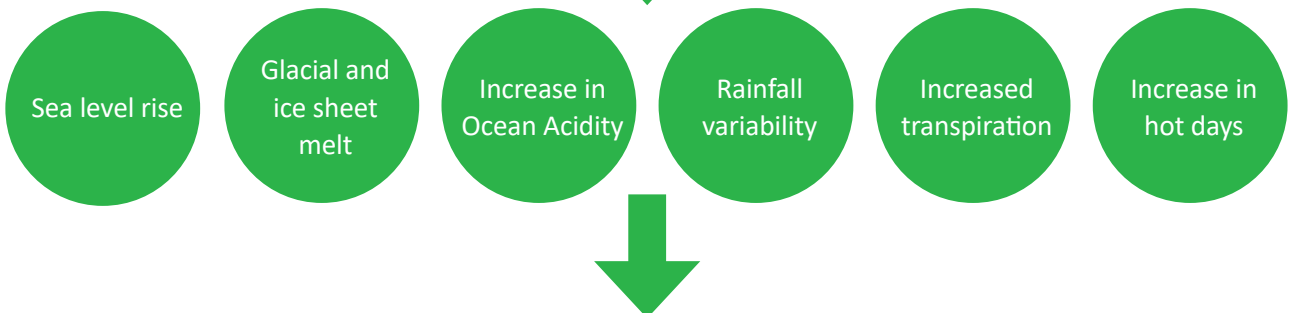 Sea level rise
Glacial and
ice sheet
melt
Increase in
Ocean Acidity
Rainfall
variability
Increased
transpiration
Increase in
hot days